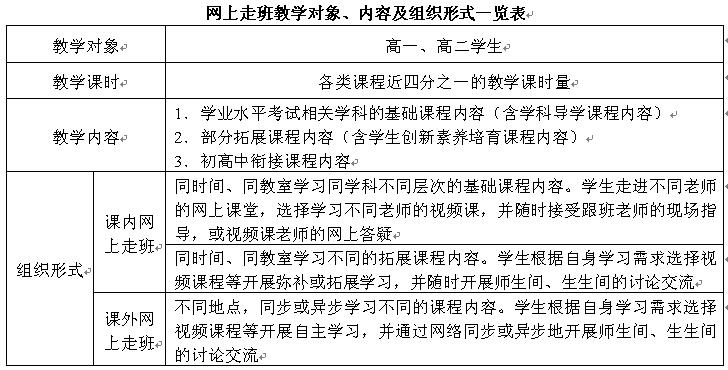 网上走班教学对象、内容及组织形式一览表
教学对象
高一、高二学生
教学课时
各类课程近四分之一的教学课时量
教学内容
1．学业水平考试相关学科的基础课程内容（含学科导学课程内容）
2．部分拓展课程内容（含学生创新素养培育课程内容）
3．初高中衔接课程内容
组织形式
课内网
上走班
同时间、同教室学习同学科不同层次的基础课程内容。学生走进不同老师
的网上课堂，选择学习不同老师的视频课，并随时接受跟班老师的现场指
导，或视频课老师的网上答疑
同时间、同教室学习不同的拓展课程内容。学生根据自身学习需求选择视
频课程等开展弥补或拓展学习，并随时开展师生间、生生间的讨论交流
课外网
上走班
不同地点，同步或异步学习不同的课程内容。学生根据自身学习需求选择
视频课程等开展自主学习，并通过网络同步或异步地开展师生间、生生间
的讨论交流